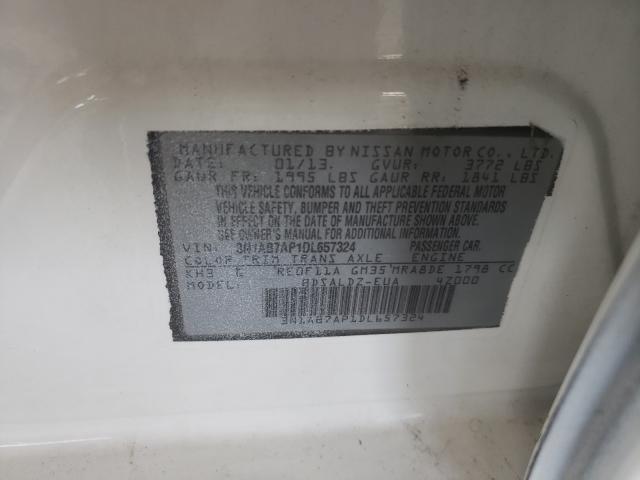 MANUFACTURED BY NISSAN MOTOR CO., LTD.
DATE: 01/13. GVWR: 3772 LBS
GAWR FR: 1995 LBS GAWR RR: 1841 LBS
THIS VEHICLE CONFORMS TO ALL APPLICABLE FEDERAL MOTOR
VEHICLE SAFETY, BUMPER AND THEFT PREVENTION STANDARDS
IN EFFECT ON THE DATE OF MANUFACTURE SHOWN ABOVE.
SEE OWNER'S MANUAL FOR ADDITIONAL INFORMATION.
VIN: 3N1AB7AP1DL657324 PASSENGER CAR.
COLOR TRIM TRANS AXLE ENGINE
KH3 RE0F11A GM35 MRA8DE 1798 CC
BDSALDZ-EUA 4Z000
3N1AB7AP1DL657324